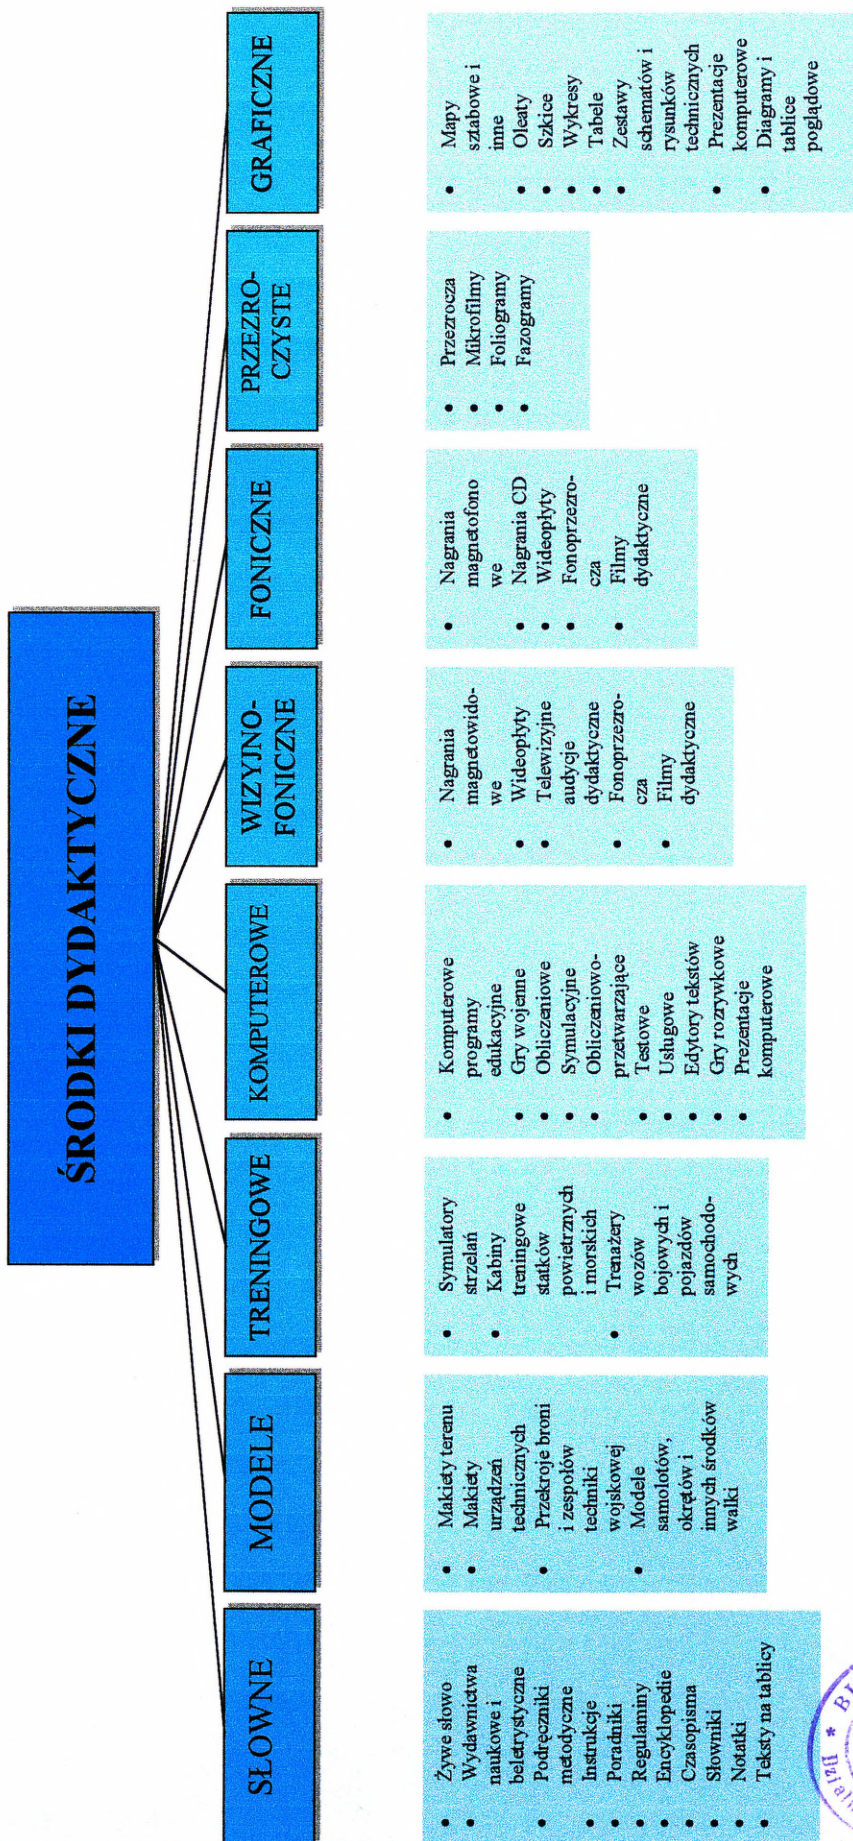 ŚRODKI DYDAKTYCZNE
SŁOWNE
MODELE
TRENINGOWE
KOMPUTEROWE
WIZYJNO-
FONICZNE
FONICZNE
PRZEZRO-
CZYSTE
GRAFICZNE
• Żywe słowo
• Wydawnictwa
naukowe i
beletrystyczne
• Podręczniki
metodyczne
• Instrukcje
• Poradniki
• Regulaminy
• Encyklopedie
• Czasopisma
• Słowniki
• Notatki
• Teksty na tablicy
• Makiety terenu
• Makiety
urządzeń
technicznych
• Przekroje broni
i zespołów
techniki
wojskowej
• Modele
samolotów,
okrętów i
innych środków
walki
• Symulatory
strzelań
• Kabiny
treningowe
statków
powietrznych
i morskich
• Trenażery
wozów
bojowych i
pojazdów
samochodo-
wych
• Komputerowe
programy
edukacyjne
• Gry wojenne
• Obliczeniowe
• Symulacyjne
• Obliczeniowo-
przetwarzające
• Testowe
• Usługowe
• Edytory tekstów
• Gry rozrywkowe
• Prezentacje
komputerowe
• Nagrania
magnetowido-
we
• Wideopłyty
• Telewizyjne
audycje
dydaktyczne
• Fonoprzezro-
cza
• Filmy
dydaktyczne
• Nagrania
magnetofono
we
• Nagrania CD
• Wideopłyty
• Fonoprzezro-
cza
• Filmy
dydaktyczne
• Przezrocza
• Mikrofilmy
• Foliogramy
• Fazogramy
• Mapy
sztabowe i
inne
• Oleaty
• Szkice
• Wykresy
• Tabele
• Zestawy
schematów i
rysunków
technicznych
• Prezentacje
komputerowe
• Diagramy i
tablice
poglądowe